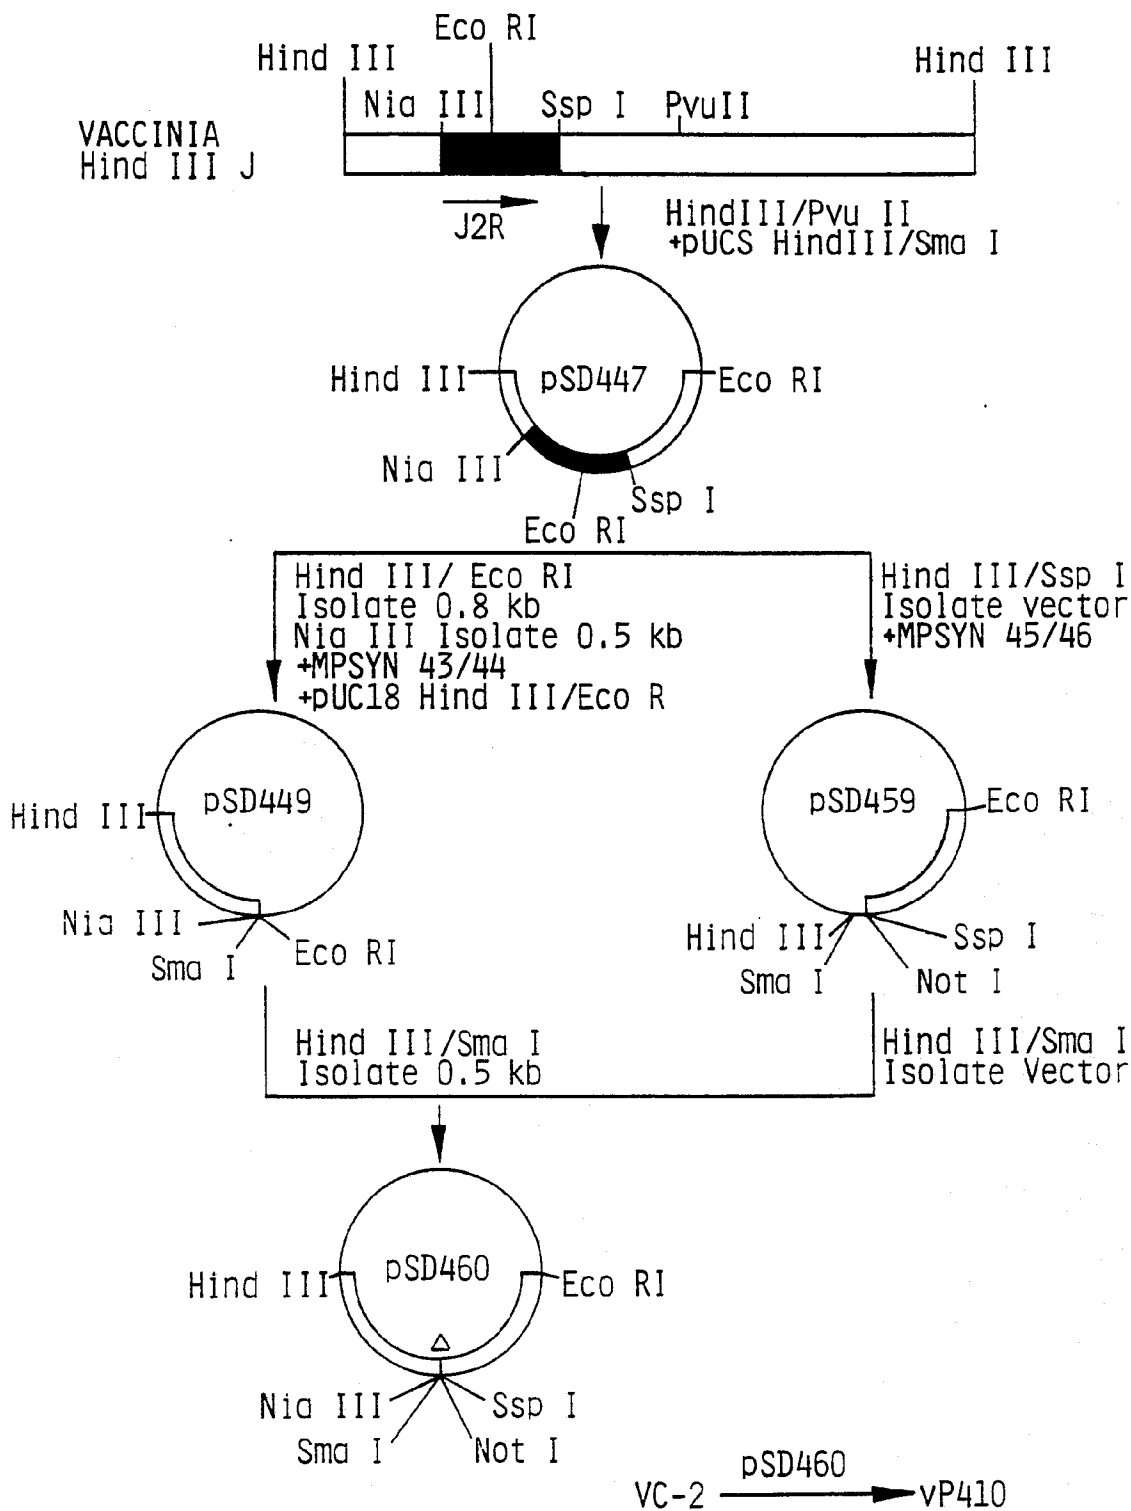 Eco RI
Hind III
Hind III
Nia III
Ssp I
PvuII
VACCINIA
Hind III J
J2R
HindIII/Pvu II
+pUCS HindIII/Sma I
Hind III
pSD447
Eco RI
Nia III
Ssp I
Eco RI
Hind III/ Eco RI
Isolate 0.8 kb
Nia III Isolate 0.5 kb
+MPSYN 43/44
+pUC18 Hind III/Eco R
Hind III/Ssp I
Isolate vector
+MPSYN 45/46
pSD449
Hind III
Nia III
Sma I
Eco RI
pSD459
Eco RI
Hind III
Ssp I
Sma I
Not I
Hind III/Sma I
Isolate 0.5 kb
Hind III/Sma I
Isolate Vector
Hind III
pSD460
Eco RI
△
Nia III
Ssp I
Sma I
Not I
pSD460
VC-2
vP410